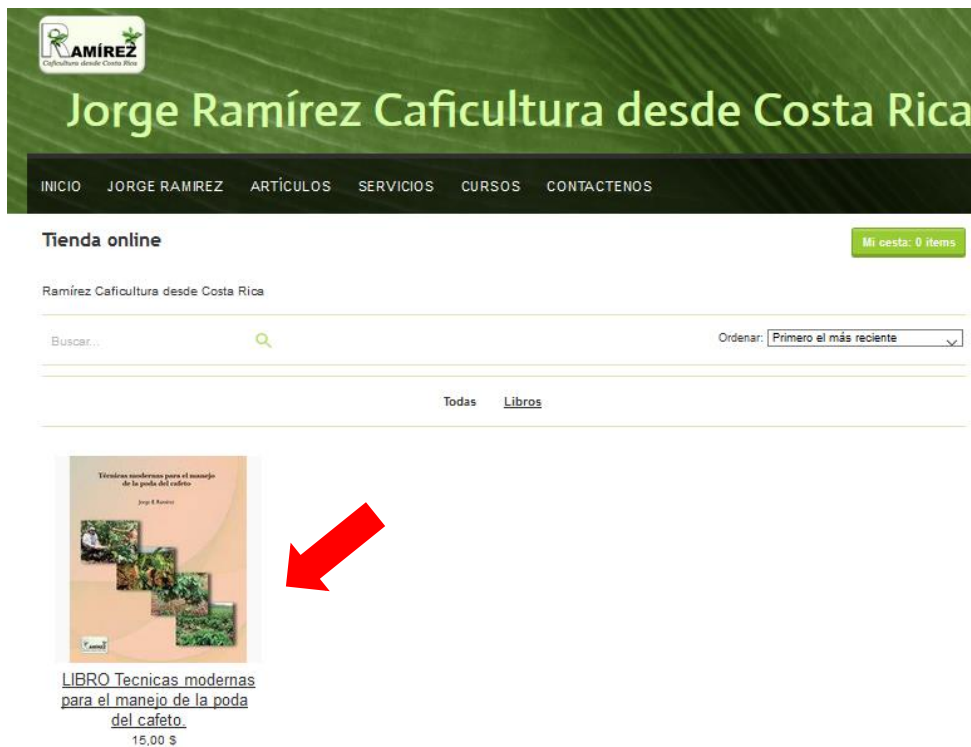 RAMÍREZ
Caficultura desde Costa Rica
Jorge Ramírez Caficultura desde Costa Rica
INICIO JORGE RAMIREZ ARTÍCULOS SERVICIOS CURSOS CONTACTENOS
Tienda online
Mi cesta: 0 items
Ramírez Caficultura desde Costa Rica
Buscar...
Ordenar: Primero el más reciente
Todas Libros
Técnicas modernas para el manejo
de la poda del cafeto
Jorge E. Ramírez
RAMÍREZ
LIBRO Tecnicas modernas
para el manejo de la poda
del cafeto.
15,00 $